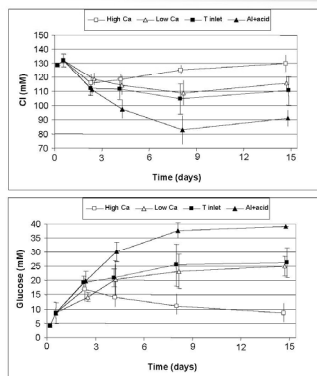 High Ca Low Ca T inlet Al+acid
150
140
130
120
110
100
90
80
70
Cl (mM)
0 3 6 9 12 15
Time (days)
High Ca Low Ca T inlet Al+acid
40
35
30
25
20
15
10
5
0
Glucose (mM)
0 3 6 9 12 15
Time (days)